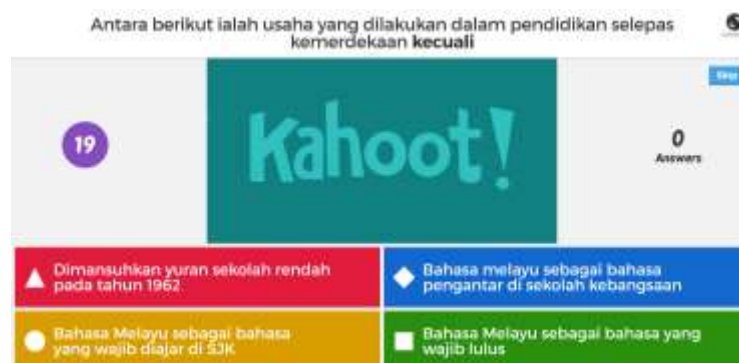 Antara berikut ialah usaha yang dilakukan dalam pendidikan selepas
kemerdekaan kecuali
Skip
19
Kahoot!
0
Answers
Dimansuhkan yuran sekolah rendah
pada tahun 1962
Bahasa melayu sebagai bahasa
pengantar di sekolah kebangsaan
Bahasa Melayu sebagai bahasa
yang wajib diajar di SJK
Bahasa Melayu sebagai bahasa yang
wajib lulus